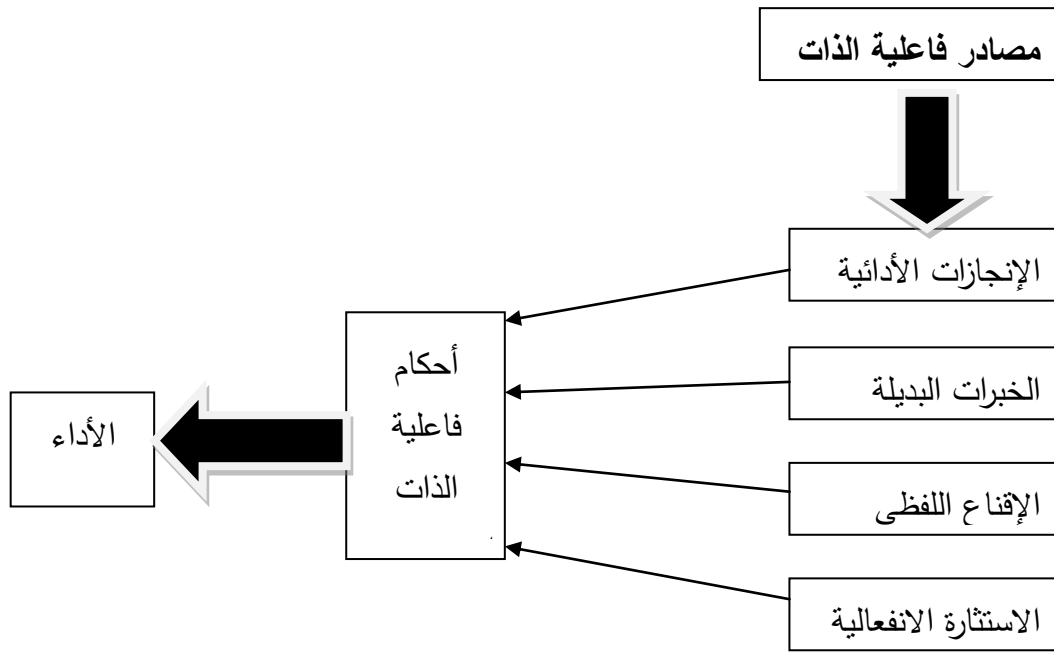 مصادر فاعلية الذات
الإنجازات الأدائية
الخبرات البديلة
الإقناع اللفظى
الاستثارة الانفعالية
أحكام
فاعلية
الذات
.
الأداء